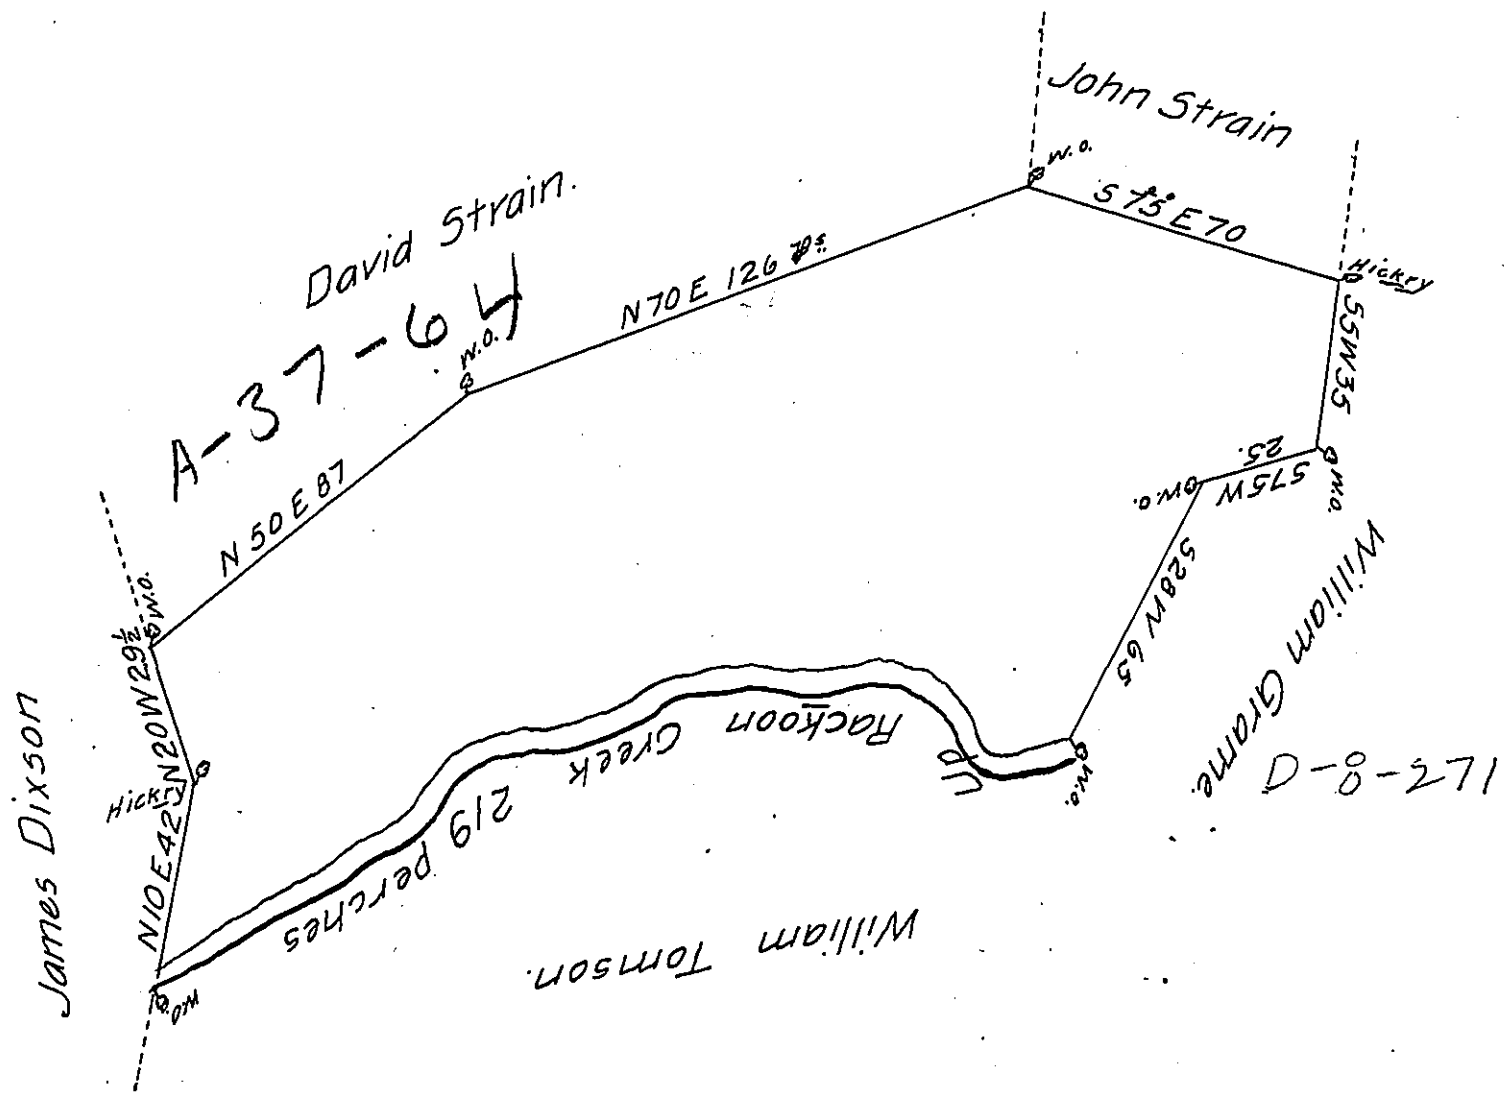 John Strain
W.O.
S 75° E 70
David Strain.
A-37-64
N 70 E 126 ps
W.O.
Hickry
S5W35
N 50 E 87
25.
S75W
W.O.
W.O.
William Grame.
S28W 65
W.O.
N20W29½
Hickry
N10E42
James Dixson
Rackoon Creek
219 perches
up
W.O.
D-8-271
William Tomson.
W.O.